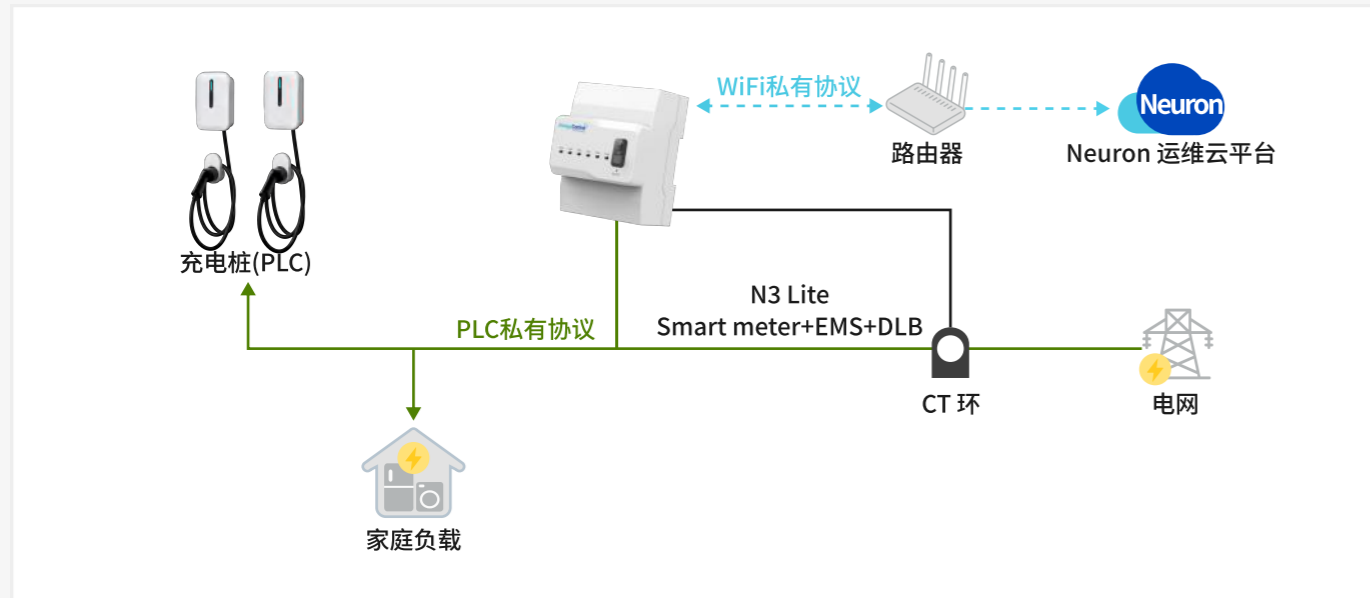 WiFi私有协议
Neuron
路由器
Neuron 运维云平台
充电桩(PLC)
N3 Lite
Smart meter+EMS+DLB
PLC私有协议
CT 环
电网
家庭负载